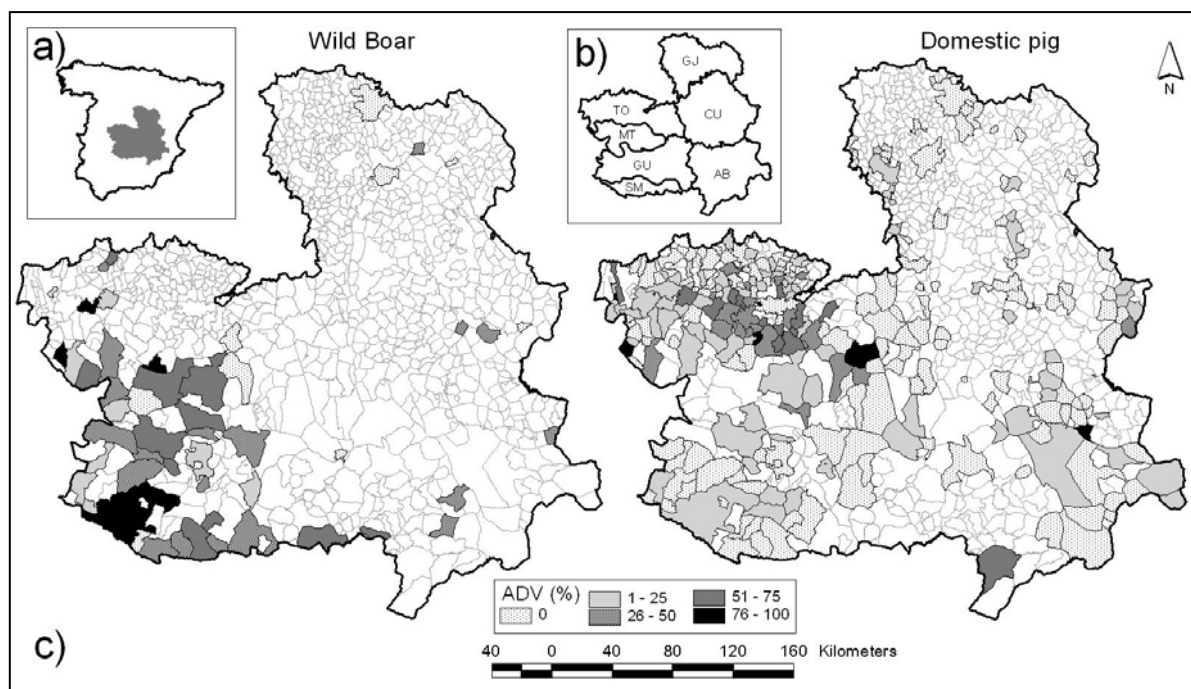 a)
Wild Boar
b)
Domestic pig
N
GJ
TO
CU
MT
GU
AB
SM
ADV (%)
0
1 - 25
26 - 50
51 - 75
76 - 100
c)
40 0 40 80 120 160 Kilometers